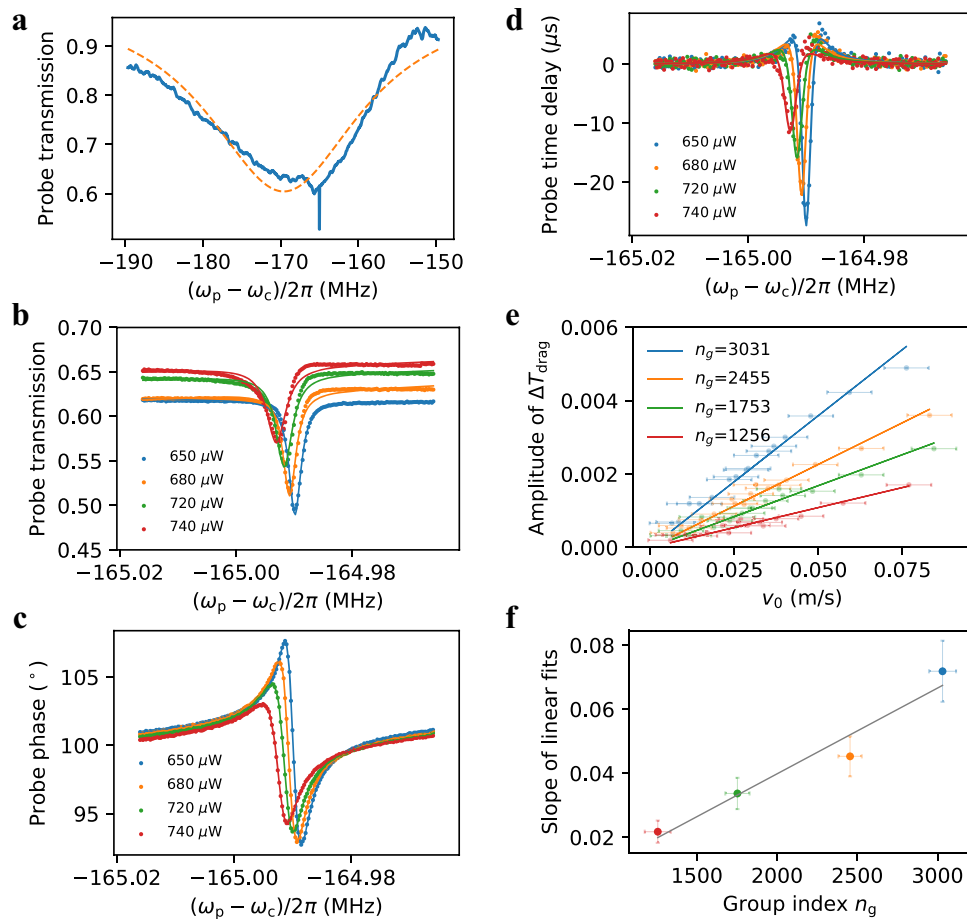 a
0.9
0.8
0.7
0.6
Probe transmission
−190 −180 −170 −160 −150
(ωp − ωc)/2π (MHz)
b
0.70
0.65
0.60
0.55
0.50
0.45
Probe transmission
650 μW
680 μW
720 μW
740 μW
−165.02 −165.00 −164.98
(ωp − ωc)/2π (MHz)
c
105
100
95
Probe phase (°)
650 μW
680 μW
720 μW
740 μW
−165.02 −165.00 −164.98
(ωp − ωc)/2π (MHz)
d
0
−10
−20
Probe time delay (μs)
650 μW
680 μW
720 μW
740 μW
−165.02 −165.00 −164.98
(ωp − ωc)/2π (MHz)
e
0.006
0.004
0.002
0.000
Amplitude of ΔTdrag
ng=3031
ng=2455
ng=1753
ng=1256
0.000 0.025 0.050 0.075
v0 (m/s)
f
0.08
0.06
0.04
0.02
Slope of linear fits
1500 2000 2500 3000
Group index ng